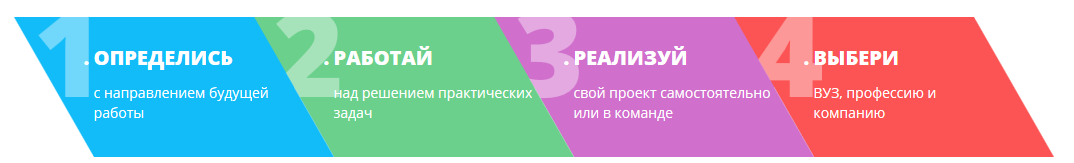 1
. ОПРЕДЕЛИСЬ
с направлением будущей
работы
2
. РАБОТАЙ
над решением практических
задач
3
. РЕАЛИЗУЙ
свой проект самостоятельно
или в команде
4
. ВЫБЕРИ
ВУЗ, профессию и
компанию